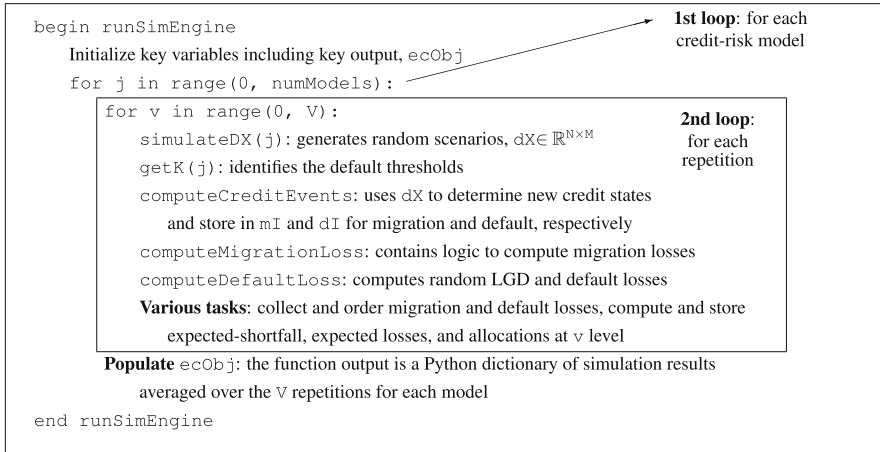 begin runSimEngine
Initialize key variables including key output, ecObj
for j in range(0, numModels):
1st loop: for each
credit-risk model
for v in range(0, V):
2nd loop:
for each
repetition
simulateDX(j): generates random scenarios, dX∈ ℝ^{N×M}
getK(j): identifies the default thresholds
computeCreditEvents: uses dX to determine new credit states
and store in mI and dI for migration and default, respectively
computeMigrationLoss: contains logic to compute migration losses
computeDefaultLoss: computes random LGD and default losses
Various tasks: collect and order migration and default losses, compute and store
expected-shortfall, expected losses, and allocations at v level
Populate ecObj: the function output is a Python dictionary of simulation results
averaged over the V repetitions for each model
end runSimEngine